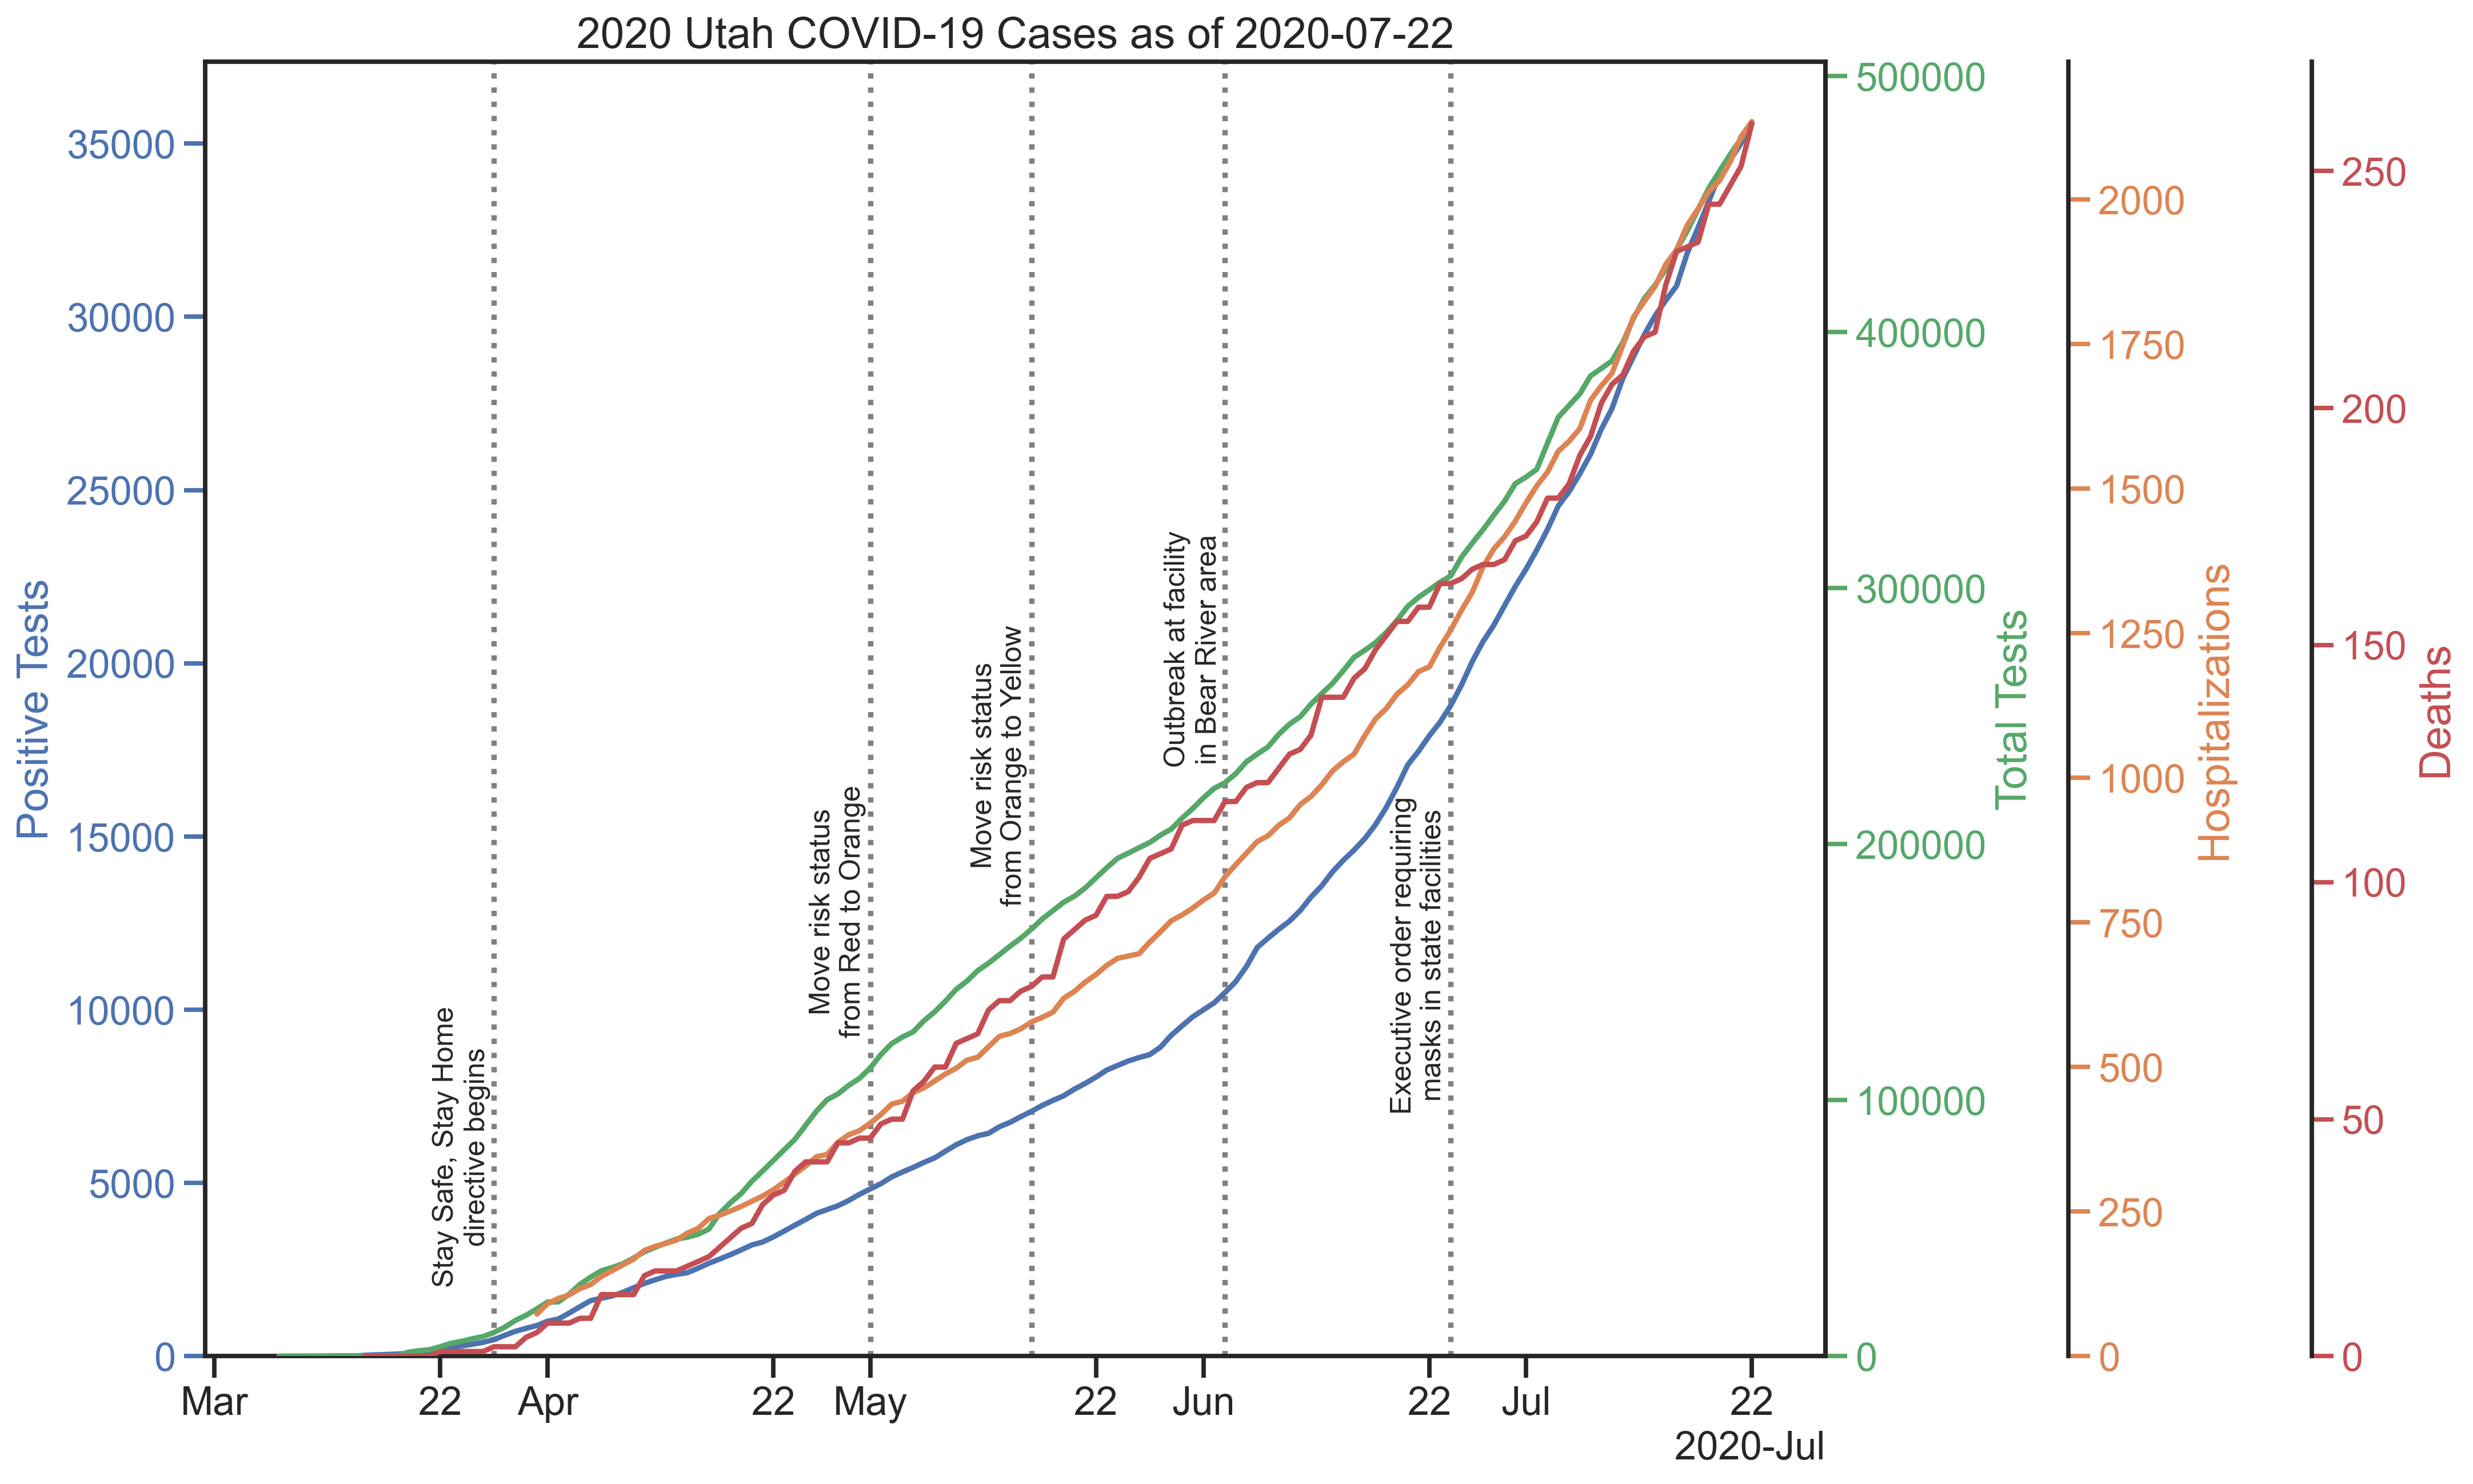 2020 Utah COVID-19 Cases as of 2020-07-22
Positive Tests
35000
30000
25000
20000
15000
10000
5000
0
Stay Safe, Stay Home
directive begins
Move risk status
from Red to Orange
Move risk status
from Orange to Yellow
Outbreak at facility
in Bear River area
Executive order requiring
masks in state facilities
Mar
22
Apr
22
May
22
Jun
22
Jul
22
2020-Jul
500000
400000
300000
200000
100000
0
Total Tests
2000
1750
1500
1250
1000
750
500
250
0
Hospitalizations
250
200
150
100
50
0
Deaths